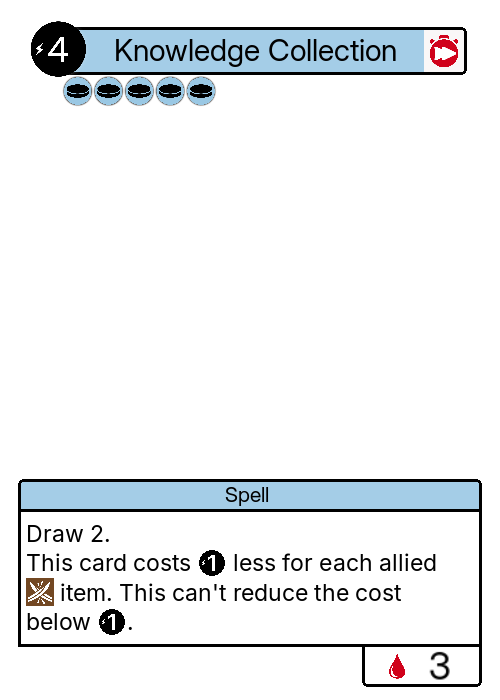 4 Knowledge Collection
Spell
Draw 2.
This card costs 1 less for each allied
item. This can't reduce the cost
below 1.
3